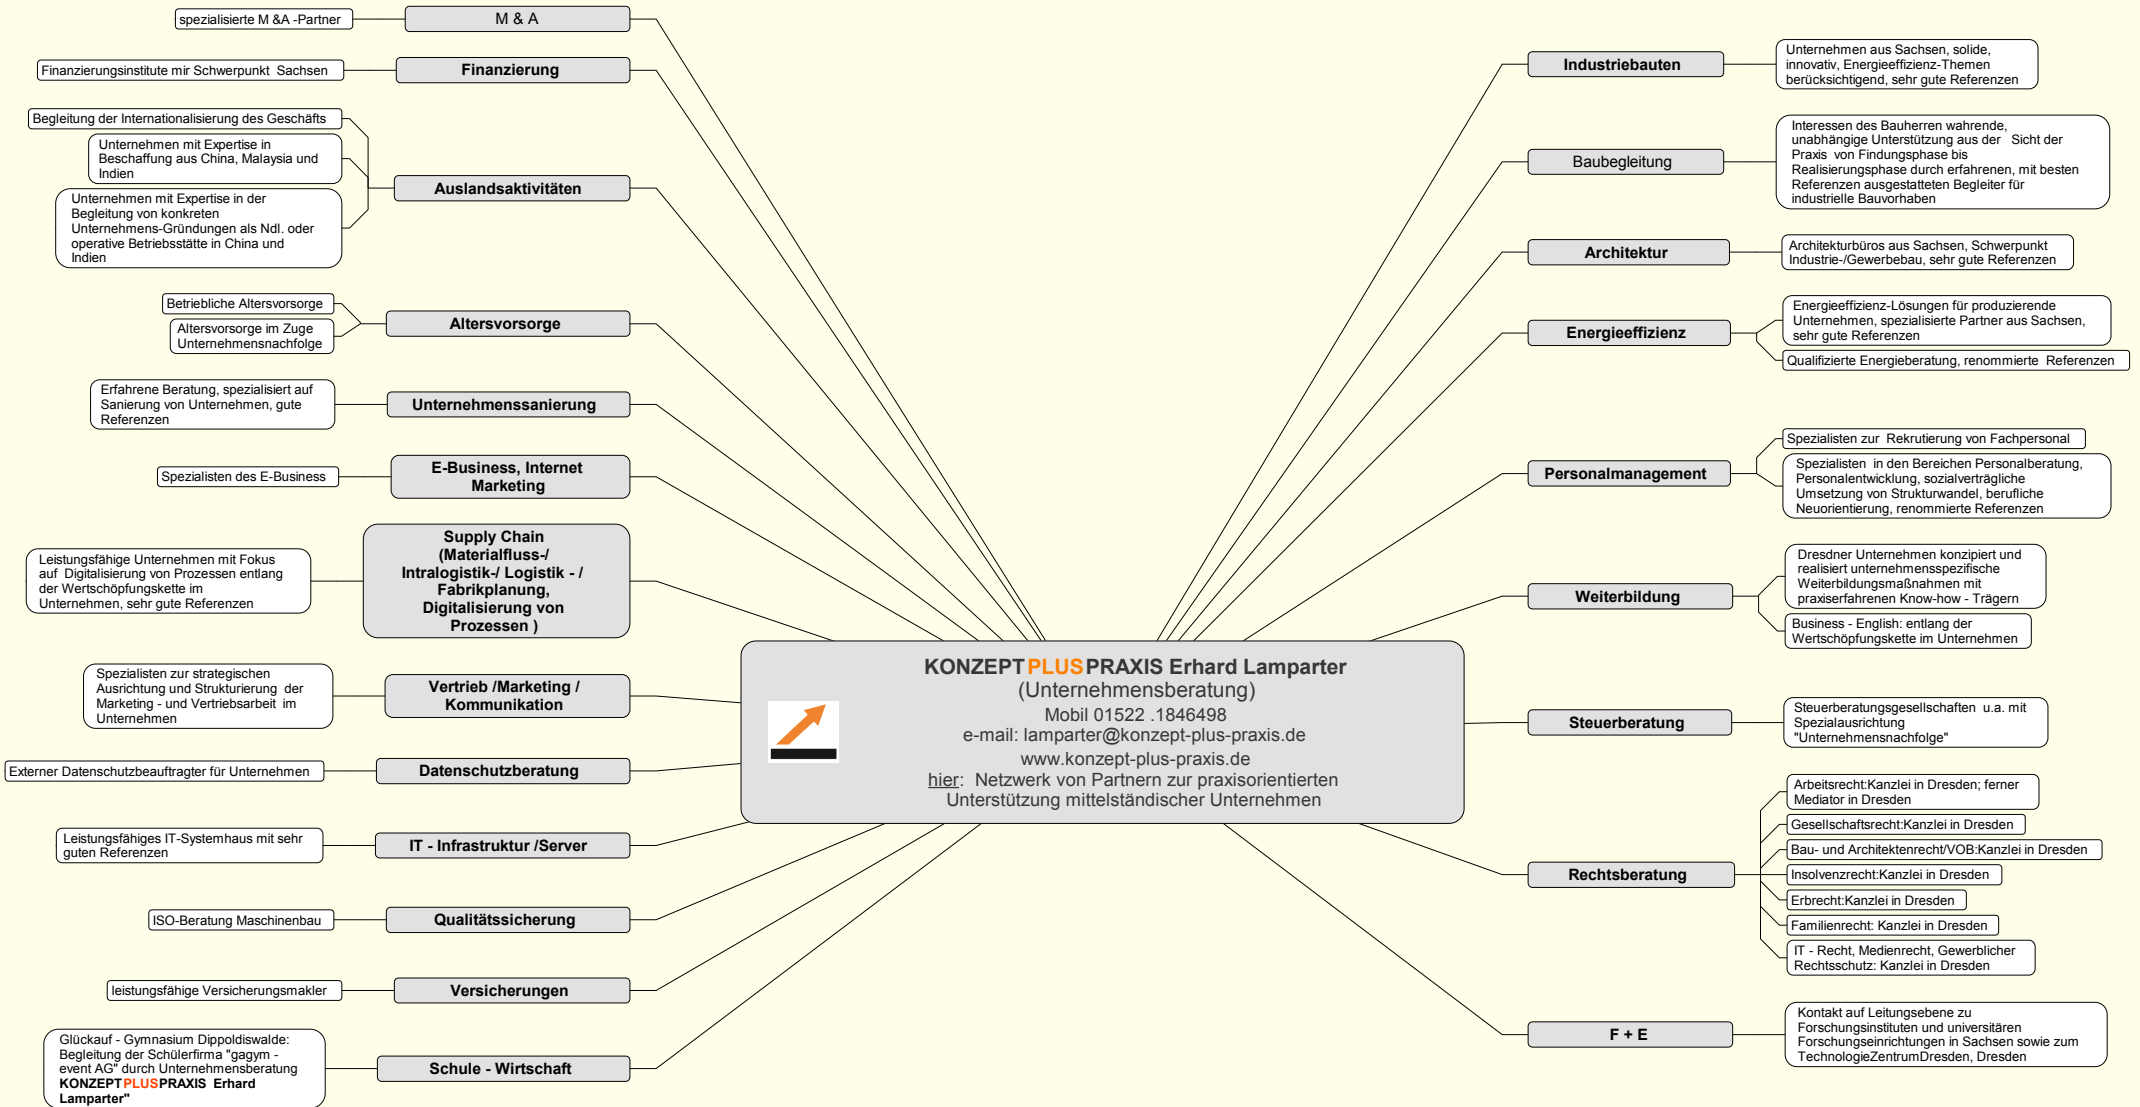 spezialisierte M &A -Partner
M & A
Finanzierungsinstitute mir Schwerpunkt Sachsen
Finanzierung
Begleitung der Internationalisierung des Geschäfts
Unternehmen mit Expertise in
Beschaffung aus China, Malaysia und
Indien
Unternehmen mit Expertise in der
Begleitung von konkreten
Unternehmens-Gründungen als Ndl. oder
operative Betriebsstätte in China und
Indien
Auslandsaktivitäten
Betriebliche Altersvorsorge
Altersvorsorge im Zuge
Unternehmensnachfolge
Altersvorsorge
Erfahrene Beratung, spezialisiert auf
Sanierung von Unternehmen, gute
Referenzen
Unternehmenssanierung
Spezialisten des E-Business
E-Business, Internet
Marketing
Leistungsfähige Unternehmen mit Fokus
auf Digitalisierung von Prozessen entlang
der Wertschöpfungskette im
Unternehmen, sehr gute Referenzen
Supply Chain
(Materialfluss-/
Intralogistik-/ Logistik - /
Fabrikplanung,
Digitalisierung von
Prozessen )
Spezialisten zur strategischen
Ausrichtung und Strukturierung der
Marketing - und Vertriebsarbeit im
Unternehmen
Vertrieb /Marketing /
Kommunikation
Externer Datenschutzbeauftragter für Unternehmen
Datenschutzberatung
Leistungsfähiges IT-Systemhaus mit sehr
guten Referenzen
IT - Infrastruktur /Server
ISO-Beratung Maschinenbau
Qualitätssicherung
leistungsfähige Versicherungsmakler
Versicherungen
Glückauf - Gymnasium Dippoldiswalde:
Begleitung der Schülerfirma "gagym -
event AG" durch Unternehmensberatung
KONZEPTPLUSPRAXIS Erhard
Lamparter"
Schule - Wirtschaft
KONZEPTPLUSPRAXIS Erhard Lamparter
(Unternehmensberatung)
Mobil 01522 .1846498
e-mail: lamparter@konzept-plus-praxis.de
www.konzept-plus-praxis.de
hier: Netzwerk von Partnern zur praxisorientierten
Unterstützung mittelständischer Unternehmen
Industriebauten
Unternehmen aus Sachsen, solide,
innovativ, Energieeffizienz-Themen
berücksichtigend, sehr gute Referenzen
Baubegleitung
Interessen des Bauherren wahrende,
unabhängige Unterstützung aus der Sicht der
Praxis von Findungsphase bis
Realisierungsphase durch erfahrenen, mit besten
Referenzen ausgestatteten Begleiter für
industrielle Bauvorhaben
Architektur
Architekturbüros aus Sachsen, Schwerpunkt
Industrie-/Gewerbebau, sehr gute Referenzen
Energieeffizienz
Energieeffizienz-Lösungen für produzierende
Unternehmen, spezialisierte Partner aus Sachsen,
sehr gute Referenzen
Qualifizierte Energieberatung, renommierte Referenzen
Personalmanagement
Spezialisten zur Rekrutierung von Fachpersonal
Spezialisten in den Bereichen Personalberatung,
Personalentwicklung, sozialverträgliche
Umsetzung von Strukturwandel, berufliche
Neuorientierung, renommierte Referenzen
Weiterbildung
Dresdner Unternehmen konzipiert und
realisiert unternehmensspezifische
Weiterbildungsmaßnahmen mit
praxiserfahrenen Know-how - Trägern
Business - English: entlang der
Wertschöpfungskette im Unternehmen
Steuerberatung
Steuerberatungsgesellschaften u.a. mit
Spezialausrichtung
"Unternehmensnachfolge"
Rechtsberatung
Arbeitsrecht:Kanzlei in Dresden; ferner
Mediator in Dresden
Gesellschaftsrecht:Kanzlei in Dresden
Bau- und Architektenrecht/VOB:Kanzlei in Dresden
Insolvenzrecht:Kanzlei in Dresden
Erbrecht:Kanzlei in Dresden
Familienrecht: Kanzlei in Dresden
IT - Recht, Medienrecht, Gewerblicher
Rechtsschutz: Kanzlei in Dresden
F + E
Kontakt auf Leitungsebene zu
Forschungsinstituten und universitären
Forschungseinrichtungen in Sachsen sowie zum
TechnologieZentrumDresden, Dresden